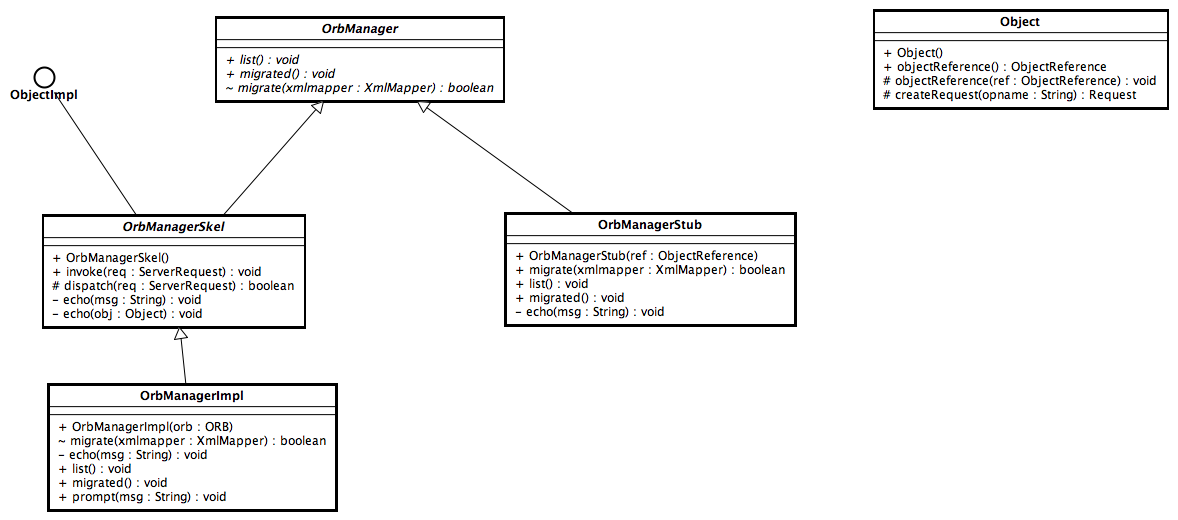 OrbManager
+ list() : void
+ migrated() : void
~ migrate(xmlmapper : XmlMapper) : boolean
Object
+ Object()
+ objectReference() : ObjectReference
# objectReference(ref : ObjectReference) : void
# createRequest(opname : String) : Request
ObjectImpl
OrbManagerSkel
+ OrbManagerSkel()
+ invoke(req : ServerRequest) : void
# dispatch(req : ServerRequest) : boolean
– echo(msg : String) : void
– echo(obj : Object) : void
OrbManagerStub
+ OrbManagerStub(ref : ObjectReference)
+ migrate(xmlmapper : XmlMapper) : boolean
+ list() : void
+ migrated() : void
– echo(msg : String) : void
OrbManagerImpl
+ OrbManagerImpl(orb : ORB)
~ migrate(xmlmapper : XmlMapper) : boolean
– echo(msg : String) : void
+ list() : void
+ migrated() : void
+ prompt(msg : String) : void